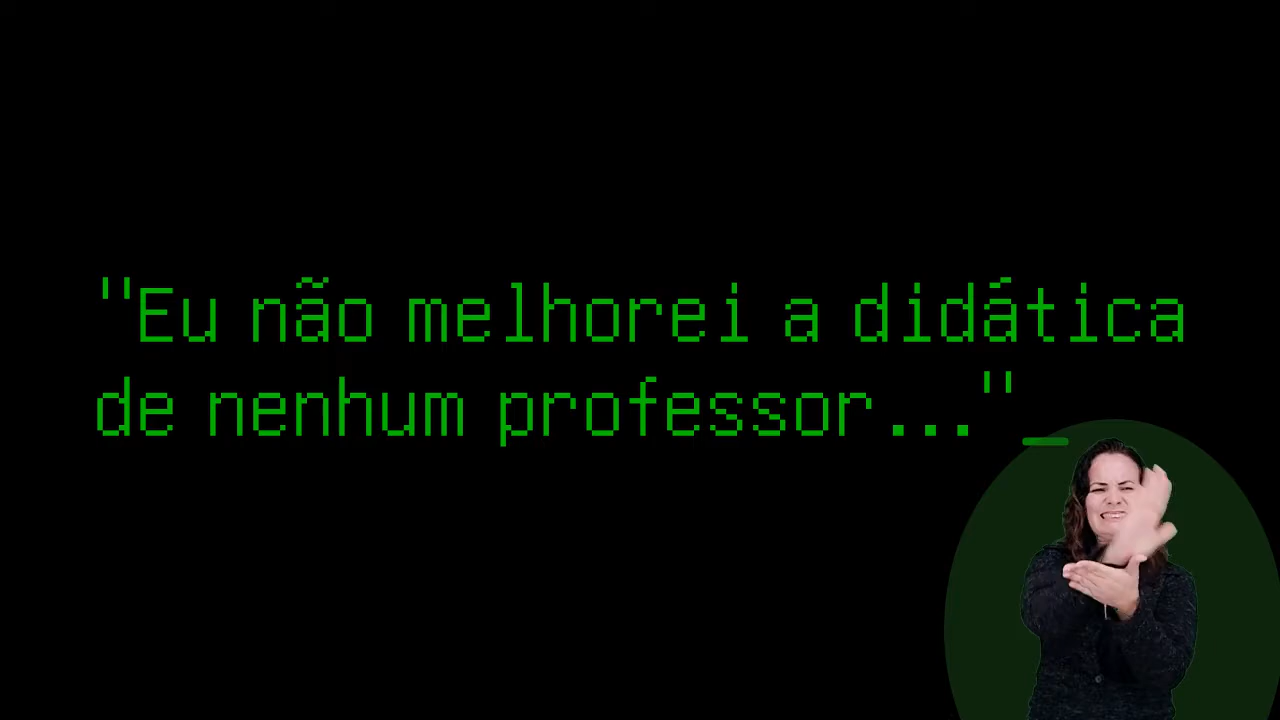 "Eu não melhorei a didática
de nenhum professor..."_